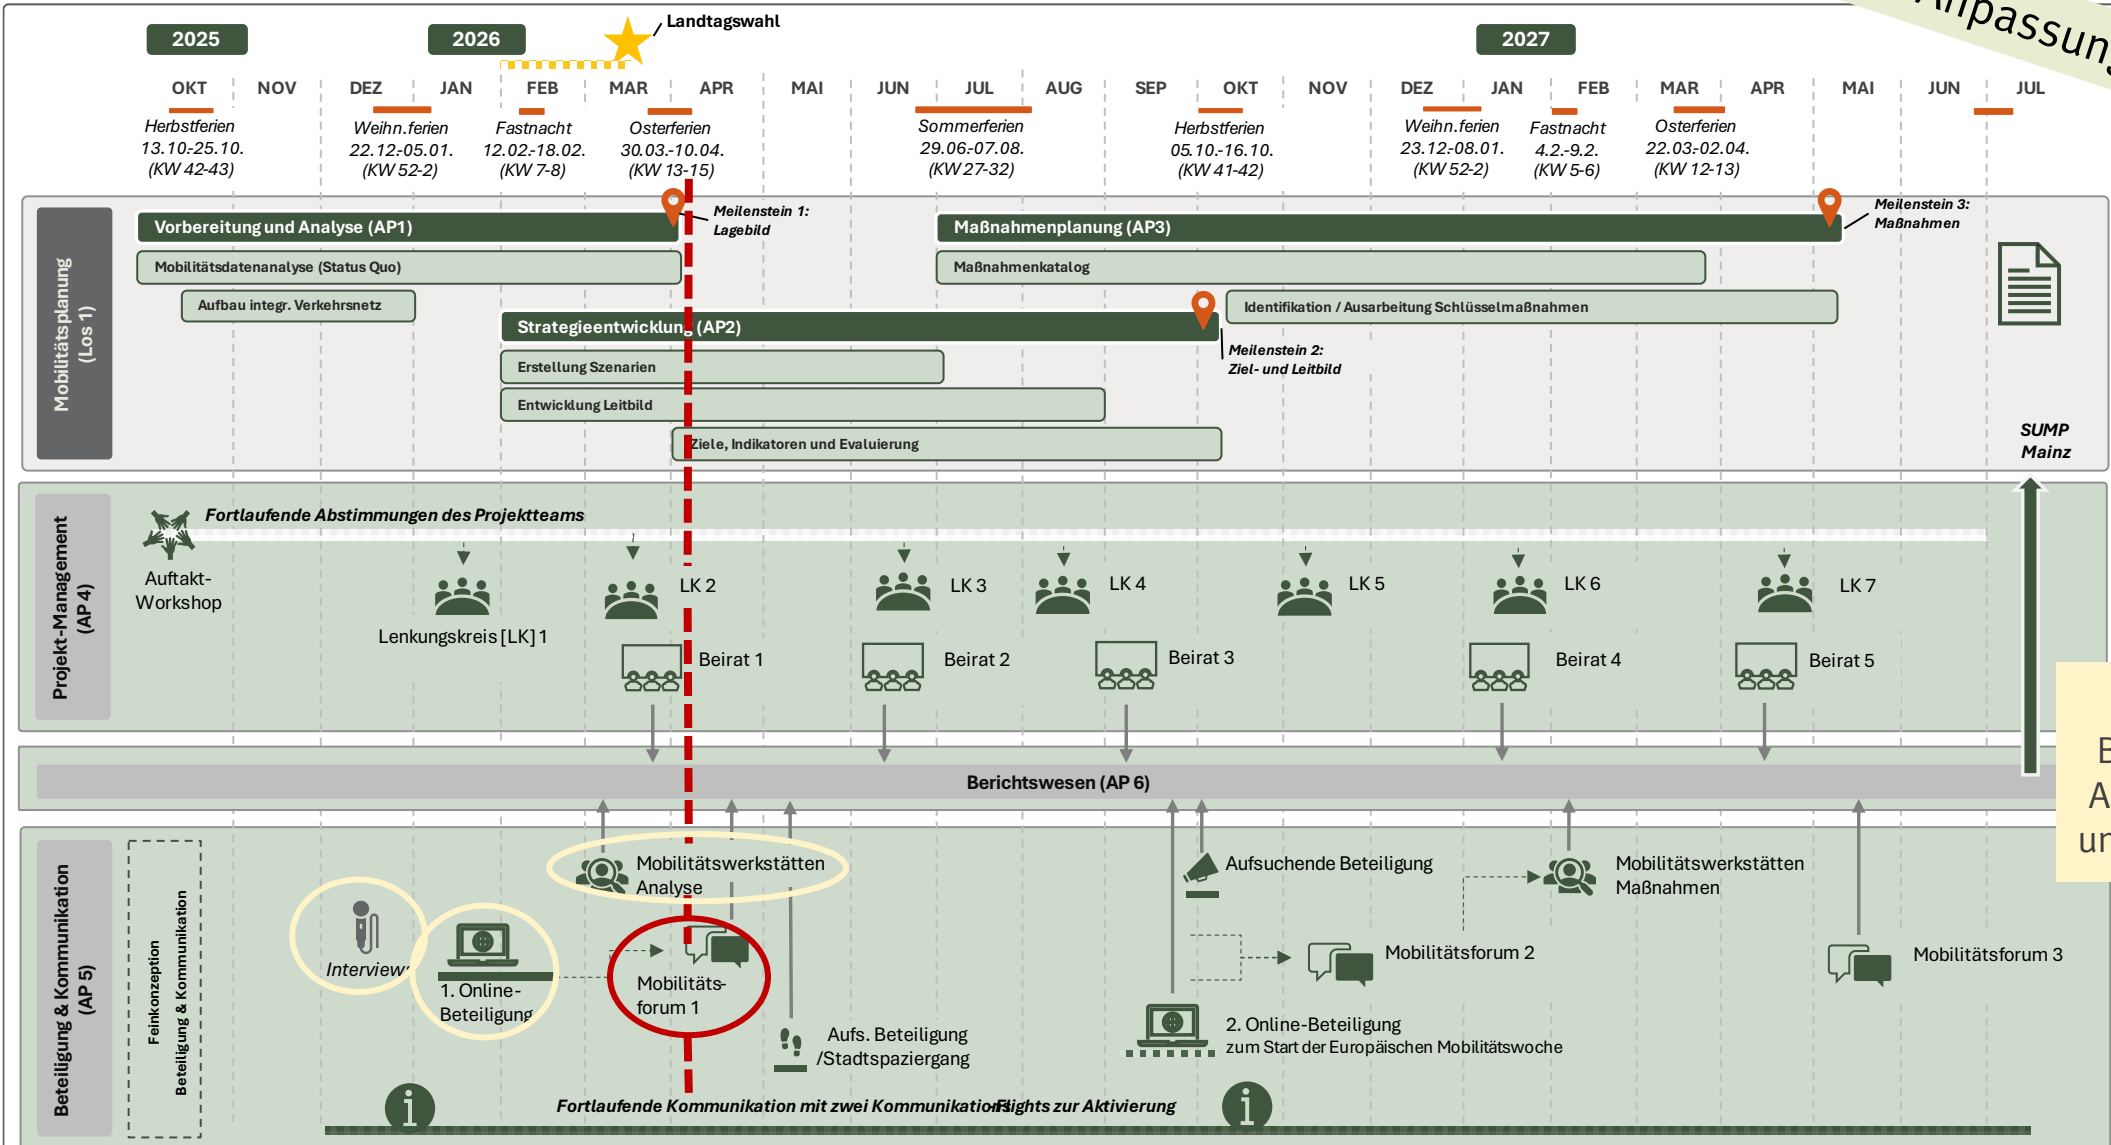 Anpassung
Landtagswahl
2025
2026
2027
OKT NOV DEZ JAN FEB MAR APR MAI JUN JUL AUG SEP OKT NOV DEZ JAN FEB MAR APR MAI JUN JUL
Herbstferien
13.10-25.10.
(KW 42-43)
Weihn.ferien
22.12-05.01.
(KW 52-2)
Fastnacht
12.02-18.02.
(KW 7-8)
Osterferien
30.03-10.04.
(KW 13-15)
Sommerferien
29.06-07.08.
(KW 27-32)
Herbstferien
05.10-16.10.
(KW 41-42)
Weihn.ferien
23.12-08.01.
(KW 52-2)
Fastnacht
4.2.-9.2.
(KW 5-6)
Osterferien
22.03-02.04.
(KW 12-13)
Mobilitätsplanung
(Los 1)
Vorbereitung und Analyse (AP1)
Meilenstein 1:
Lagebild
Maßnahmenplanung (AP3)
Meilenstein 3:
Maßnahmen
Mobilitätsdatenanalyse (Status Quo)
Maßnahmenkatalog
Aufbau integr. Verkehrsnetz
Identifikation / Ausarbeitung Schlüsselmaßnahmen
Strategieentwicklung (AP2)
Meilenstein 2:
Ziel- und Leitbild
Erstellung Szenarien
Entwicklung Leitbild
Ziele, Indikatoren und Evaluierung
SUMP
Mainz
Projekt-Management
(AP 4)
Fortlaufende Abstimmungen des Projektteams
Auftakt-
Workshop
Lenkungskreis [LK] 1
LK 2
LK 3
LK 4
LK 5
LK 6
LK 7
Beirat 1
Beirat 2
Beirat 3
Beirat 4
Beirat 5
Berichtswesen (AP 6)
B
A
un
Beteiligung & Kommunikation
(AP 5)
Feinkonzeption
Beteiligung & Kommunikation
Interviews
1. Online-
Beteiligung
Mobilitätswerkstätten
Analyse
Mobilitäts-
forum 1
Aufs. Beteiligung
/Stadtspaziergang
Aufsuchende Beteiligung
Mobilitätsforum 2
2. Online-Beteiligung
zum Start der Europäischen Mobilitätswoche
Mobilitätswerkstätten
Maßnahmen
Mobilitätsforum 3
Fortlaufende Kommunikation mit zwei Kommunikations-Flights zur Aktivierung